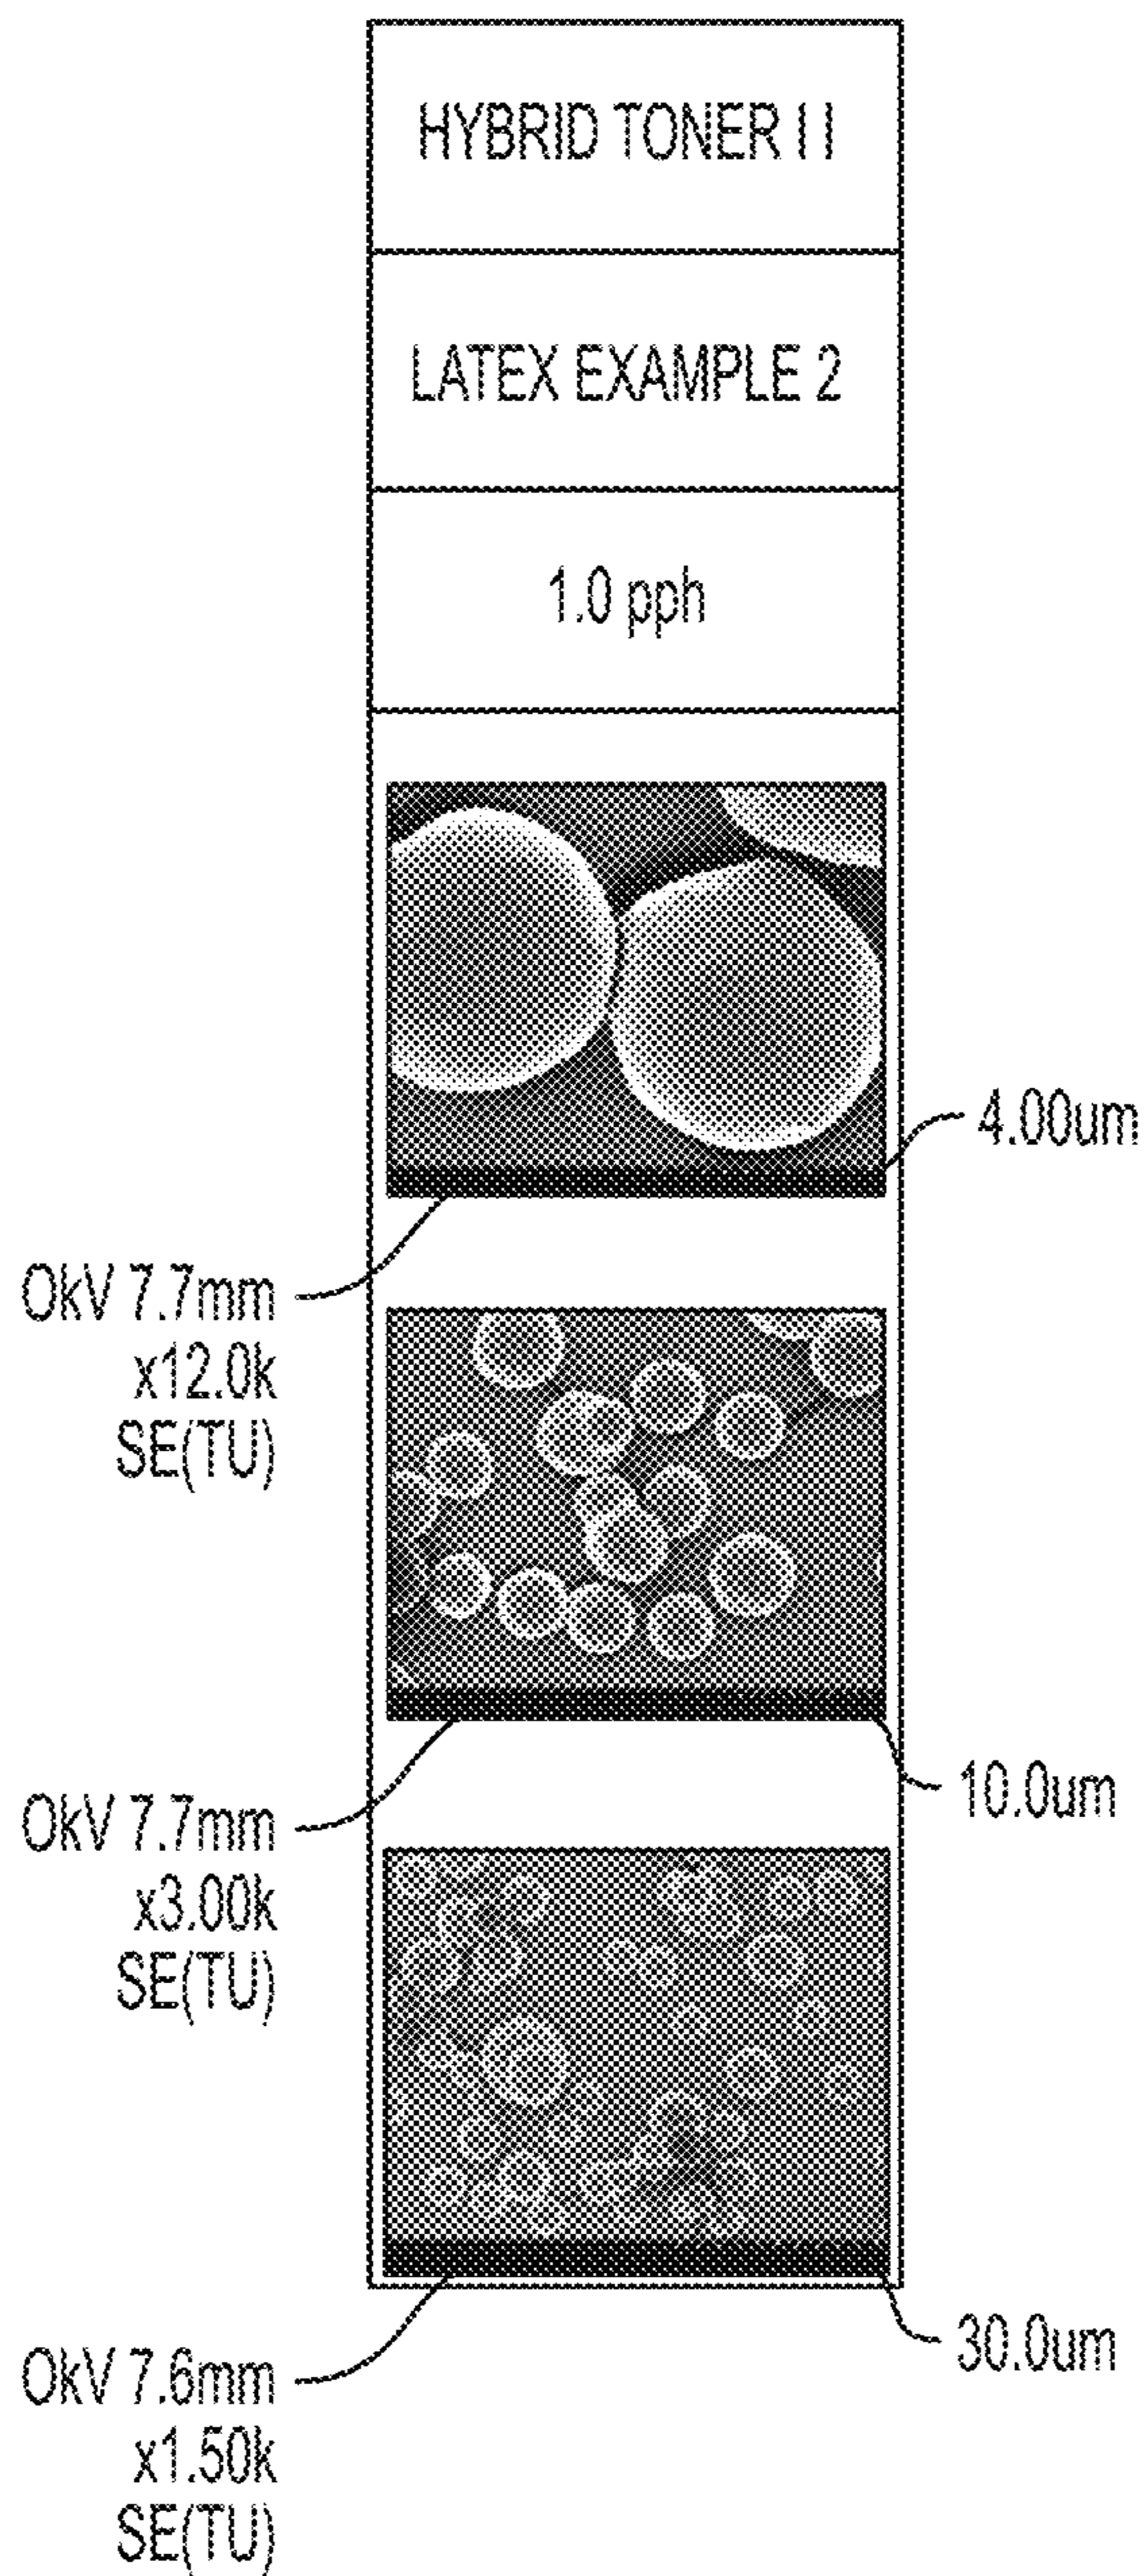 HYBRID TONER I I
LATEX EXAMPLE 2
1.0 pph
4.00um
OkV 7.7mm
x12.0k
SE(TU)
10.0um
OkV 7.7mm
x3.00k
SE(TU)
30.0um
OkV 7.6mm
x1.50k
SE(TU)